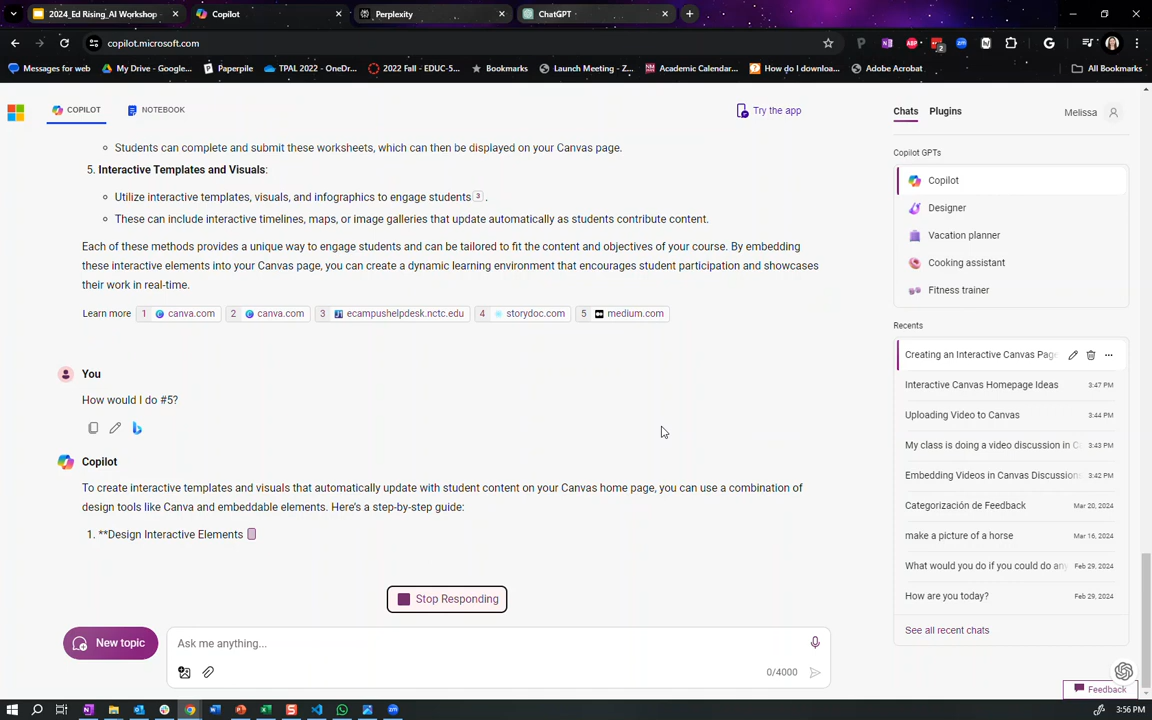 2024_Ed Rising_AI Workshop
Copilot
Perplexity
ChatGPT
copilot.microsoft.com
Messages for web
My Drive - Google...
Paperpile
TPAL 2022 - OneDr...
2022 Fall - EDUC-5...
Bookmarks
Launch Meeting - Z...
Academic Calendar...
How do I downloa...
Adobe Acrobat
All Bookmarks
COPILOT
NOTEBOOK
Try the app
Chats
Plugins
Melissa
Students can complete and submit these worksheets, which can then be displayed on your Canvas page.
5. Interactive Templates and Visuals:
Utilize interactive templates, visuals, and infographics to engage students 3 .
These can include interactive timelines, maps, or image galleries that update automatically as students contribute content.
Each of these methods provides a unique way to engage students and can be tailored to fit the content and objectives of your course. By embedding
these interactive elements into your Canvas page, you can create a dynamic learning environment that encourages student participation and showcases
their work in real-time.
Learn more 1 canva.com 2 canva.com 3 ecampushelpdesk.nctc.edu 4 storydoc.com 5 medium.com
You
How would I do #5?
Copilot
To create interactive templates and visuals that automatically update with student content on your Canvas home page, you can use a combination of
design tools like Canva and embeddable elements. Here's a step-by-step guide:
1. **Design Interactive Elements
Stop Responding
New topic
Ask me anything...
0/4000
Copilot GPTs
Copilot
Designer
Vacation planner
Cooking assistant
Fitness trainer
Recents
Creating an Interactive Canvas Page
Interactive Canvas Homepage Ideas 3:47 PM
Uploading Video to Canvas 3:44 PM
My class is doing a video discussion in C 3:43 PM
Embedding Videos in Canvas Discussion 3:42 PM
Categorización de Feedback Mar 20, 2024
make a picture of a horse Mar 16, 2024
What would you do if you could do any Feb 29, 2024
How are you today? Feb 29, 2024
See all recent chats
Feedback
3:56 PM